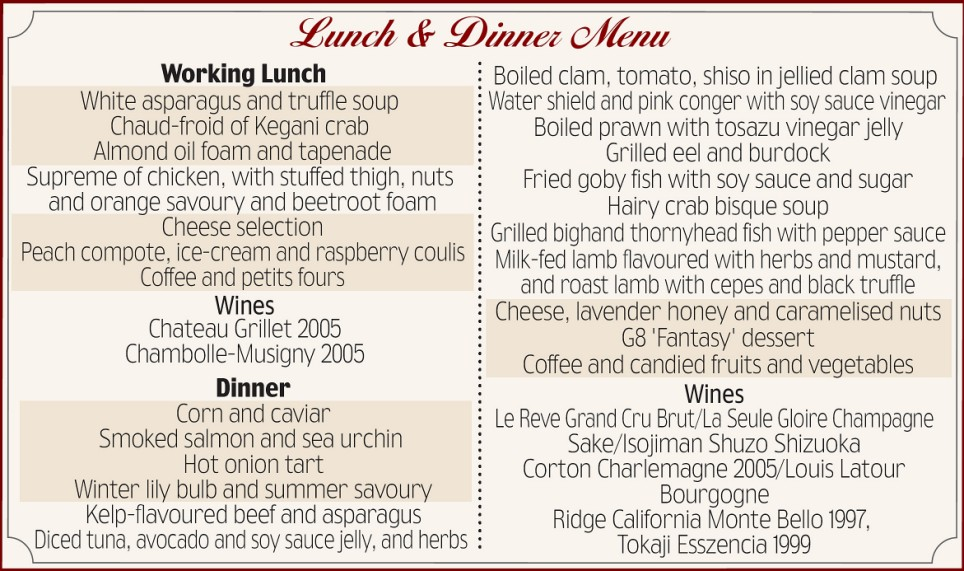 Lunch & Dinner Menu
Working Lunch
White asparagus and truffle soup
Chaud-froid of Kegani crab
Almond oil foam and tapenade
Supreme of chicken, with stuffed thigh, nuts
and orange savoury and beetroot foam
Cheese selection
Peach compote, ice-cream and raspberry coulis
Coffee and petits fours
Wines
Chateau Grillet 2005
Chambolle-Musigny 2005
Dinner
Corn and caviar
Smoked salmon and sea urchin
Hot onion tart
Winter lily bulb and summer savoury
Kelp-flavoured beef and asparagus
Diced tuna, avocado and soy sauce jelly, and herbs
Boiled clam, tomato, shiso in jellied clam soup
Water shield and pink conger with soy sauce vinegar
Boiled prawn with tosazu vinegar jelly
Grilled eel and burdock
Fried goby fish with soy sauce and sugar
Hairy crab bisque soup
Grilled bighand thornyhead fish with pepper sauce
Milk-fed lamb flavoured with herbs and mustard,
and roast lamb with cepes and black truffle
Cheese, lavender honey and caramelised nuts
G8 'Fantasy' dessert
Coffee and candied fruits and vegetables
Wines
Le Reve Grand Cru Brut/La Seule Gloire Champagne
Sake/Isojiman Shuzo Shizuoka
Corton Charlemagne 2005/Louis Latour
Bourgogne
Ridge California Monte Bello 1997,
Tokaji Esszencia 1999